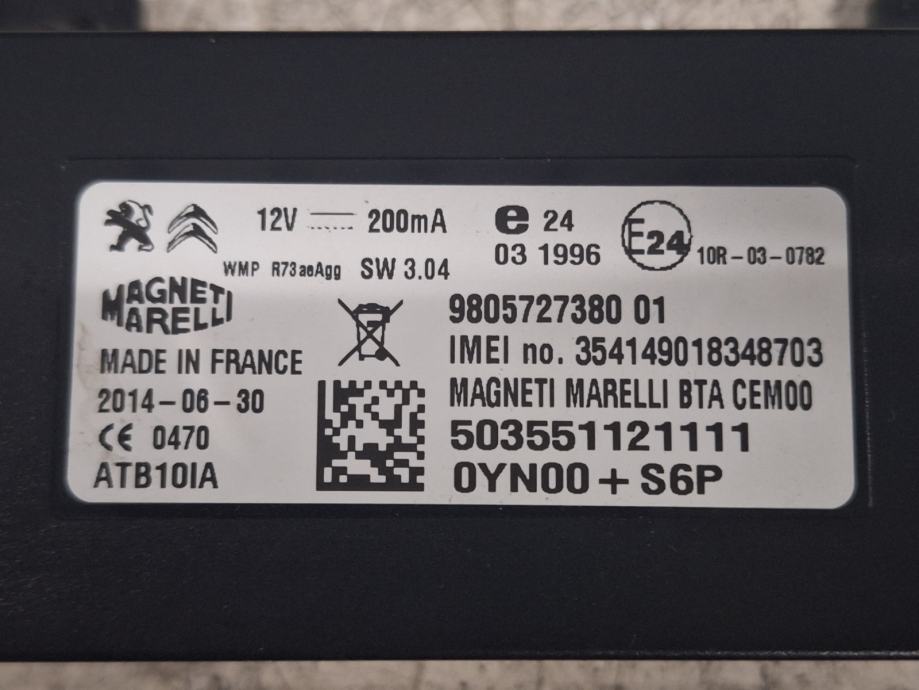 12V 200mA
e 24
03 1996
E24 10R-03-0782
WMP R73aeAgg SW 3.04
MAGNETI
MARELLI
MADE IN FRANCE
2014-06-30
CE 0470
ATB10IA
9805727380 01
IMEI no. 354149018348703
MAGNETI MARELLI BTA CEM00
503551121111
0YN00+S6P